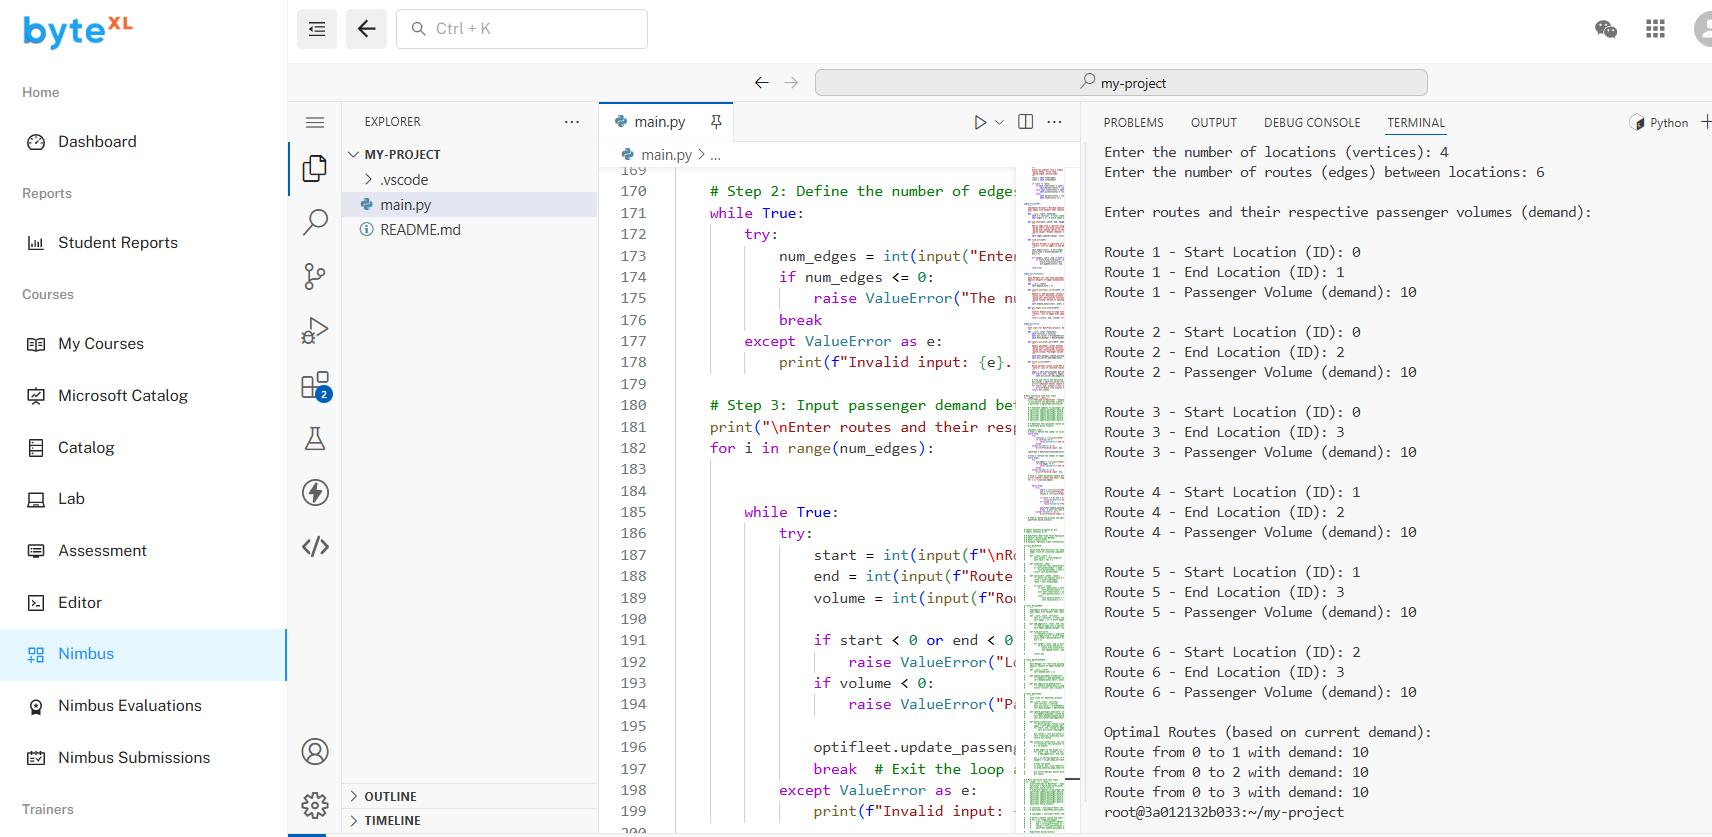 byteXL
Ctrl + K
Home
Dashboard
Reports
Student Reports
Courses
My Courses
Microsoft Catalog
Catalog
Lab
Assessment
Editor
Nimbus
Nimbus Evaluations
Nimbus Submissions
Trainers
my-project
EXPLORER
MY-PROJECT
.vscode
main.py
README.md
2
OUTLINE
TIMELINE
main.py
main.py > ...
169
170 # Step 2: Define the number of edges
171 while True:
172 try:
173 num_edges = int(input("Enter
174 if num_edges <= 0:
175 raise ValueError("The nu
176 break
177 except ValueError as e:
178 print(f"Invalid input: {e}.
179
180 # Step 3: Input passenger demand bet
181 print("\nEnter routes and their resp
182 for i in range(num_edges):
183
184
185 while True:
186 try:
187 start = int(input(f"\nRo
188 end = int(input(f"Route
189 volume = int(input(f"Rou
190
191 if start < 0 or end < 0
192 raise ValueError("Lo
193 if volume < 0:
194 raise ValueError("Pa
195
196 optifleet.update_passeng
197 break # Exit the loop a
198 except ValueError as e:
199 print(f"Invalid input:
200
PROBLEMS OUTPUT DEBUG CONSOLE TERMINAL
Python
Enter the number of locations (vertices): 4
Enter the number of routes (edges) between locations: 6
Enter routes and their respective passenger volumes (demand):
Route 1 - Start Location (ID): 0
Route 1 - End Location (ID): 1
Route 1 - Passenger Volume (demand): 10
Route 2 - Start Location (ID): 0
Route 2 - End Location (ID): 2
Route 2 - Passenger Volume (demand): 10
Route 3 - Start Location (ID): 0
Route 3 - End Location (ID): 3
Route 3 - Passenger Volume (demand): 10
Route 4 - Start Location (ID): 1
Route 4 - End Location (ID): 2
Route 4 - Passenger Volume (demand): 10
Route 5 - Start Location (ID): 1
Route 5 - End Location (ID): 3
Route 5 - Passenger Volume (demand): 10
Route 6 - Start Location (ID): 2
Route 6 - End Location (ID): 3
Route 6 - Passenger Volume (demand): 10
Optimal Routes (based on current demand):
Route from 0 to 1 with demand: 10
Route from 0 to 2 with demand: 10
Route from 0 to 3 with demand: 10
root@3a012132b033:~/my-project